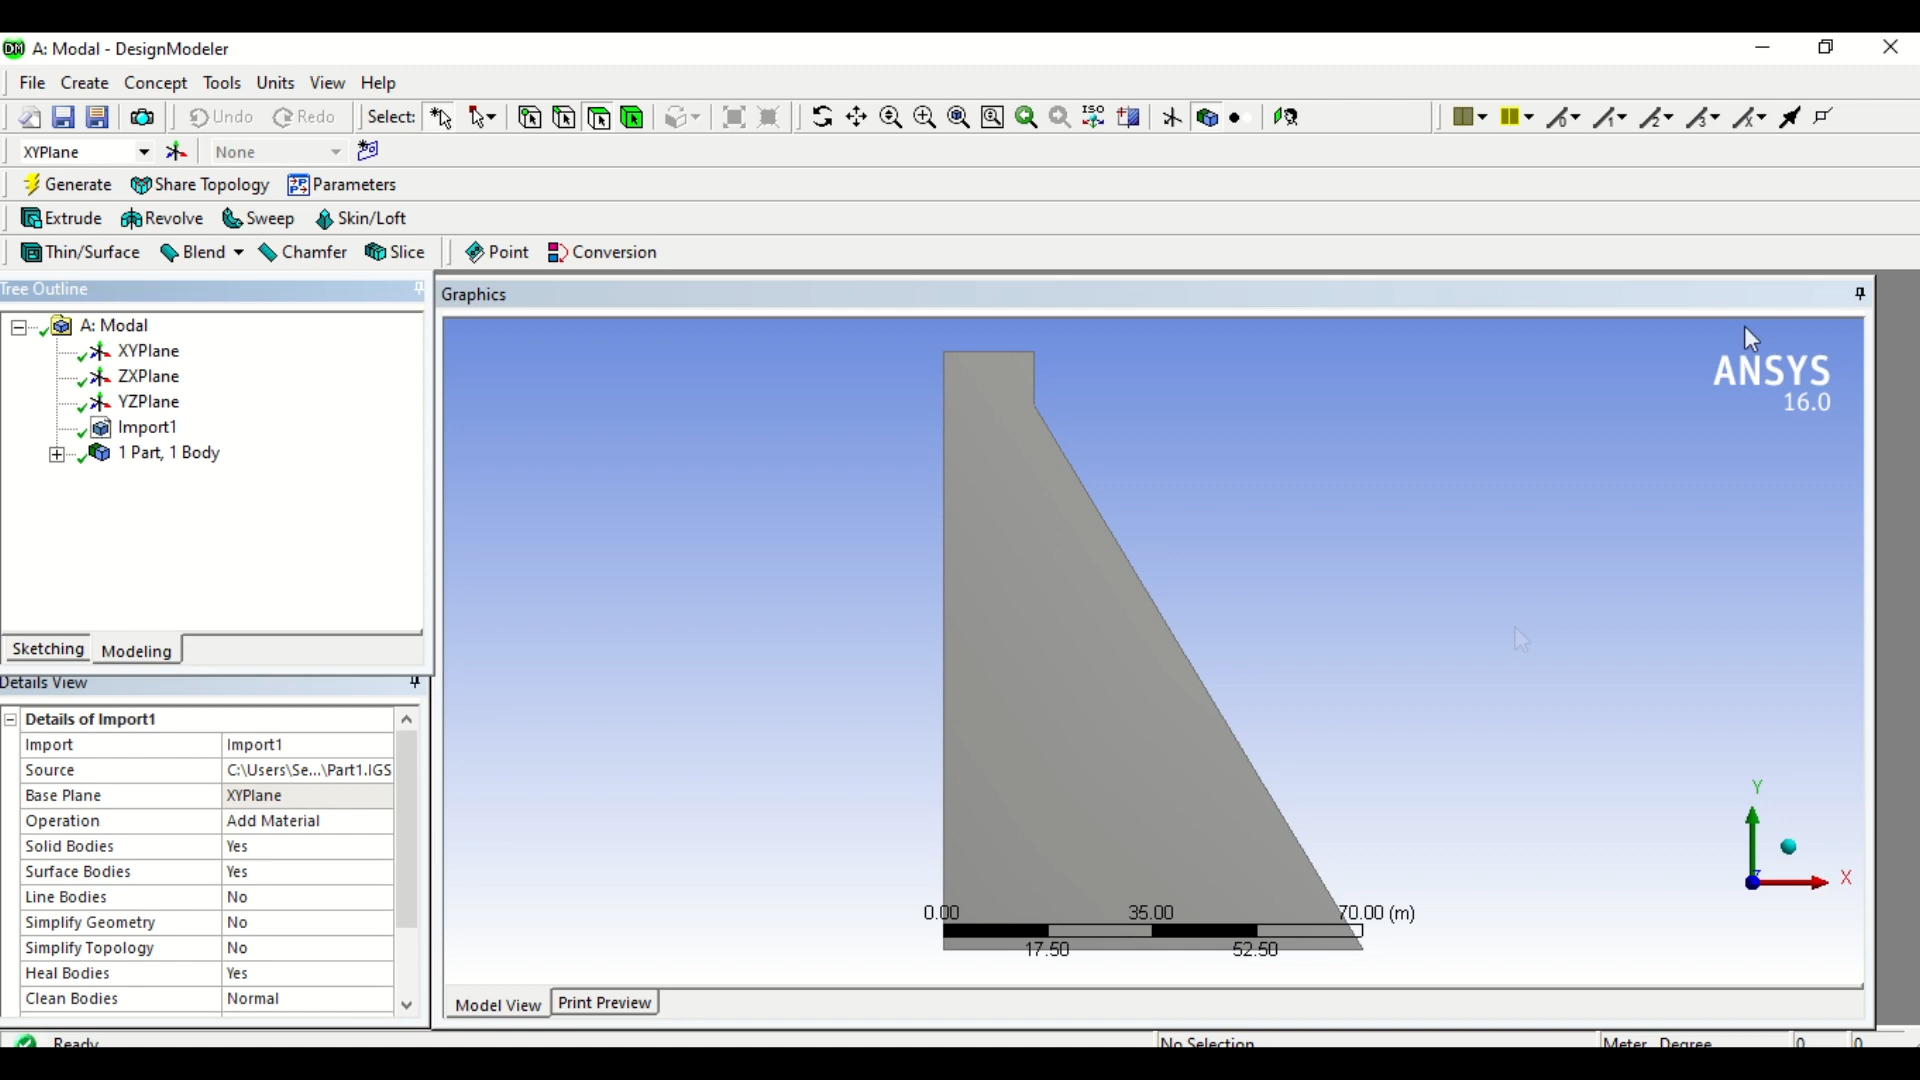 A: Modal - DesignModeler
File Create Concept Tools Units View Help
Undo Redo Select: ISO
XYPlane None
Generate Share Topology Parameters
Extrude Revolve Sweep Skin/Loft
Thin/Surface Blend Chamfer Slice Point Conversion
Tree Outline
A: Modal
XYPlane
ZXPlane
YZPlane
Import1
1 Part, 1 Body
Sketching Modeling
Details View
Details of Import1
Import Import1
Source C:\Users\Se...\Part1.IGS
Base Plane XYPlane
Operation Add Material
Solid Bodies Yes
Surface Bodies Yes
Line Bodies No
Simplify Geometry No
Simplify Topology No
Heal Bodies Yes
Clean Bodies Normal
Graphics
ANSYS
16.0
Y
X
0.00 35.00 70.00 (m)
17.50 52.50
Model View Print Preview
Ready No Selection Meter Degree 0 0